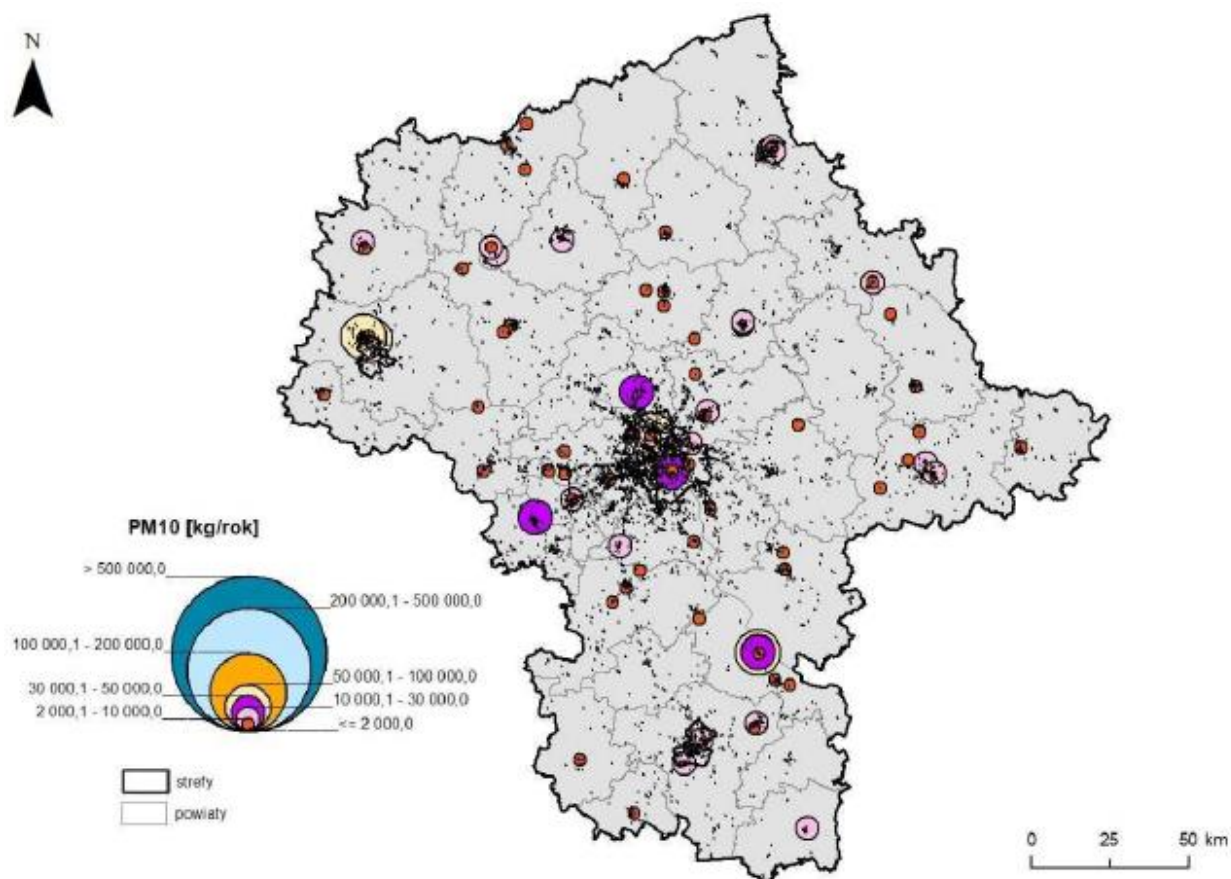 N
PM10 [kg/rok]
> 500 000,0
200 000,1 - 500 000,0
100 000,1 - 200 000,0
50 000,1 - 100 000,0
30 000,1 - 50 000,0
10 000,1 - 30 000,0
2 000,1 - 10 000,0
<= 2 000,0
strefy
powiaty
0 25 50 km